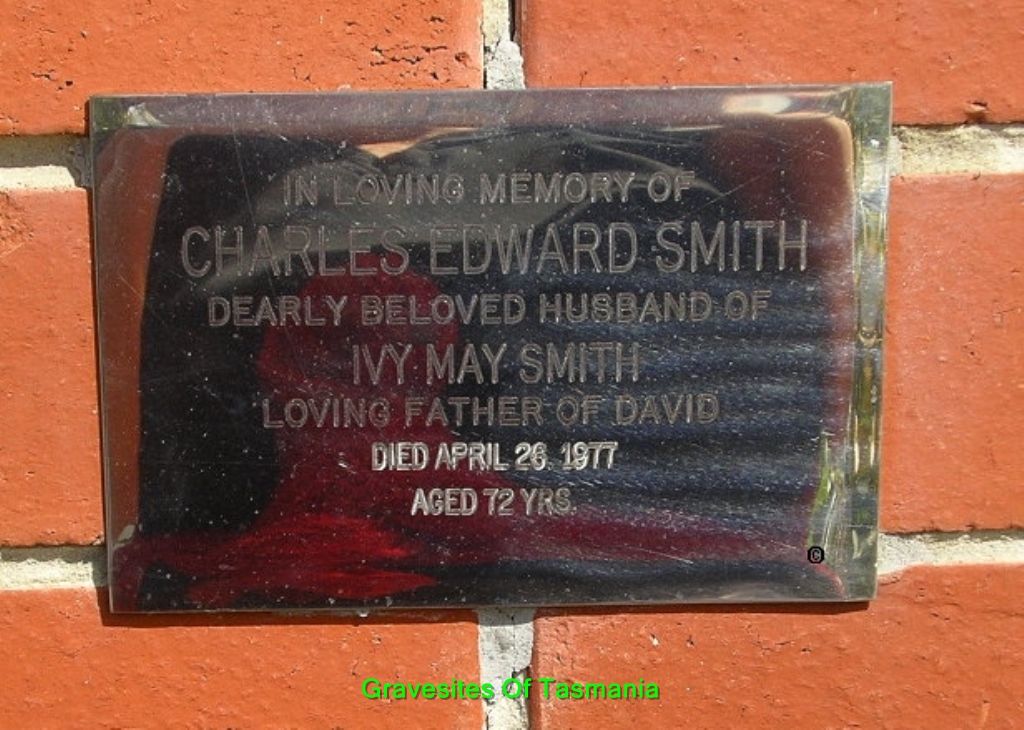 IN LOVING MEMORY OF
CHARLES EDWARD SMITH
DEARLY BELOVED HUSBAND OF
IVY MAY SMITH
LOVING FATHER OF DAVID
DIED APRIL 26. 1977
AGED 72 YRS.
©
Gravesites Of Tasmania